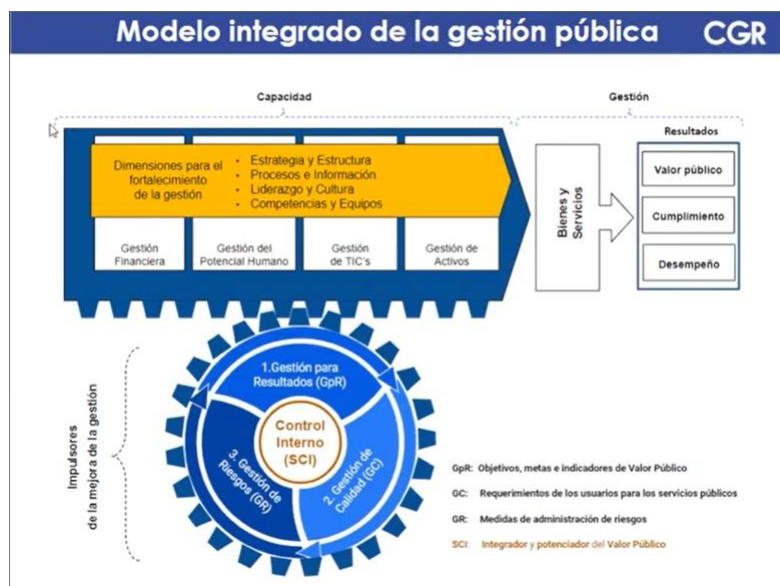 Modelo integrado de la gestión pública
CGR
Capacidad
Gestión
Dimensiones para el
fortalecimiento
de la gestión
• Estrategia y Estructura
• Procesos e Información
• Liderazgo y Cultura
• Competencias y Equipos
Gestión
Financiera
Gestión del
Potencial Humano
Gestión
de TIC's
Gestión de
Activos
Bienes y
Servicios
Resultados
Valor público
Cumplimiento
Desempeño
Impulsores
de la mejora de la gestión
1.Gestión para
Resultados (GpR)
2. Gestión de
Calidad (GC)
3. Gestión de
Riesgos (GR)
Control
Interno
(SCI)
GpR: Objetivos, metas e indicadores de Valor Público
GC: Requerimientos de los usuarios para los servicios públicos
GR: Medidas de administración de riesgos
SCI: Integrador y potenciador del Valor Público